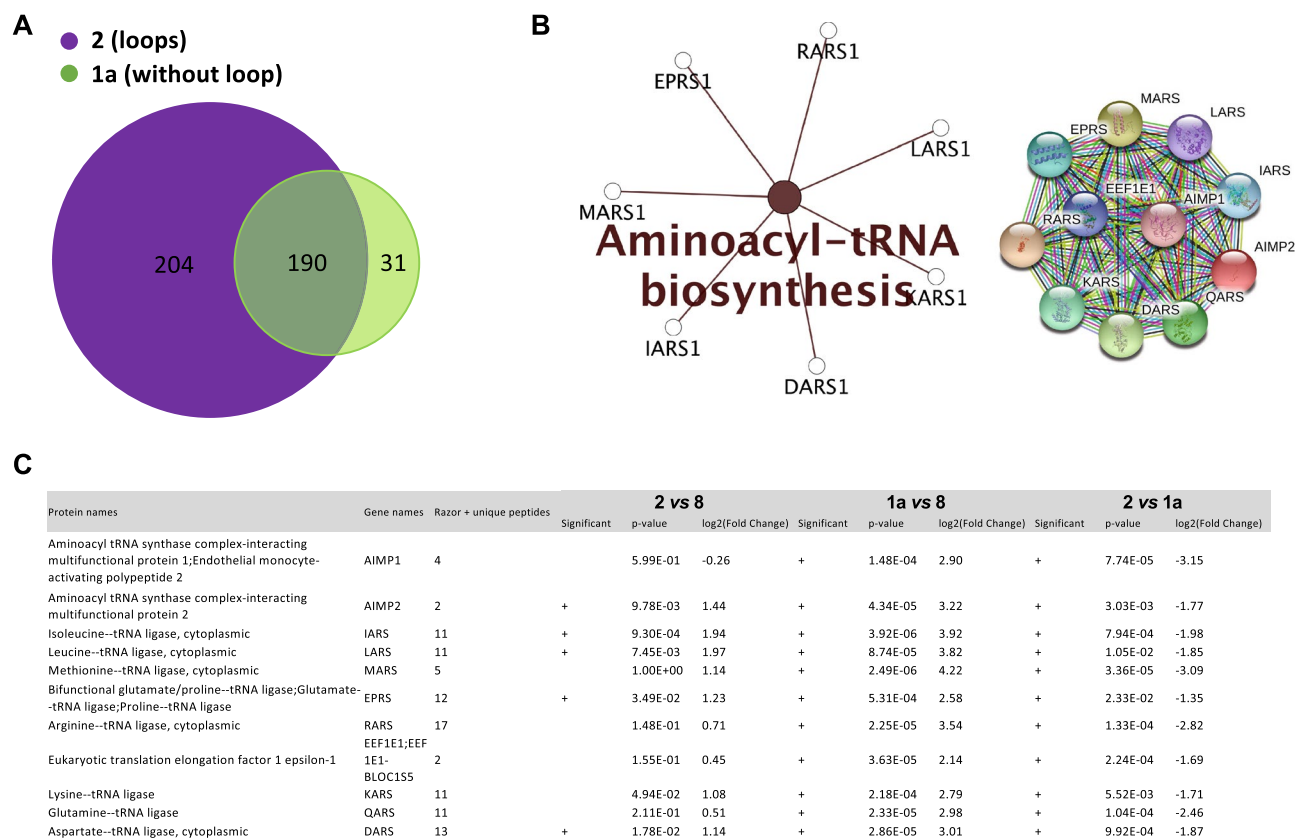 A
2 (loops)
1a (without loop)
204
190
31
B
RARS1
EPRS1
LARS1
MARS1
Aminoacyl-tRNA
biosynthesis
KARS1
IARS1
DARS1
MARS
LARS
EPRS
IARS
EEF1E1
AIMP1
RARS
AIMP2
KARS
QARS
DARS
C
2 vs 8 1a vs 8 2 vs 1a
Protein names Gene names Razor + unique peptides
Significant p-value log2(Fold Change) Significant p-value log2(Fold Change) Significant p-value log2(Fold Change)
Aminoacyl tRNA synthase complex-interacting
multifunctional protein 1;Endothelial monocyte-
activating polypeptide 2
AIMP1 4 5.99E-01 -0.26 + 1.48E-04 2.90 + 7.74E-05 -3.15
Aminoacyl tRNA synthase complex-interacting
multifunctional protein 2
AIMP2 2 + 9.78E-03 1.44 + 4.34E-05 3.22 + 3.03E-03 -1.77
Isoleucine--tRNA ligase, cytoplasmic IARS 11 + 9.30E-04 1.94 + 3.92E-06 3.92 + 7.94E-04 -1.98
Leucine--tRNA ligase, cytoplasmic LARS 11 + 7.45E-03 1.97 + 8.74E-05 3.82 + 1.05E-02 -1.85
Methionine--tRNA ligase, cytoplasmic MARS 5 1.00E+00 1.14 + 2.49E-06 4.22 + 3.36E-05 -3.09
Bifunctional glutamate/proline--tRNA ligase;Glutamate-
-tRNA ligase;Proline--tRNA ligase
EPRS 12 + 3.49E-02 1.23 + 5.31E-04 2.58 + 2.33E-02 -1.35
Arginine--tRNA ligase, cytoplasmic RARS 17 1.48E-01 0.71 + 2.25E-05 3.54 + 1.33E-04 -2.82
Eukaryotic translation elongation factor 1 epsilon-1
EEF1E1;EEF
1E1-
BLOC1S5
2 1.55E-01 0.45 + 3.63E-05 2.14 + 2.24E-04 -1.69
Lysine--tRNA ligase KARS 11 4.94E-02 1.08 + 2.18E-04 2.79 + 5.52E-03 -1.71
Glutamine--tRNA ligase QARS 11 2.11E-01 0.51 + 2.33E-05 2.98 + 1.04E-04 -2.46
Aspartate--tRNA ligase, cytoplasmic DARS 13 + 1.78E-02 1.14 + 2.86E-05 3.01 + 9.92E-04 -1.87